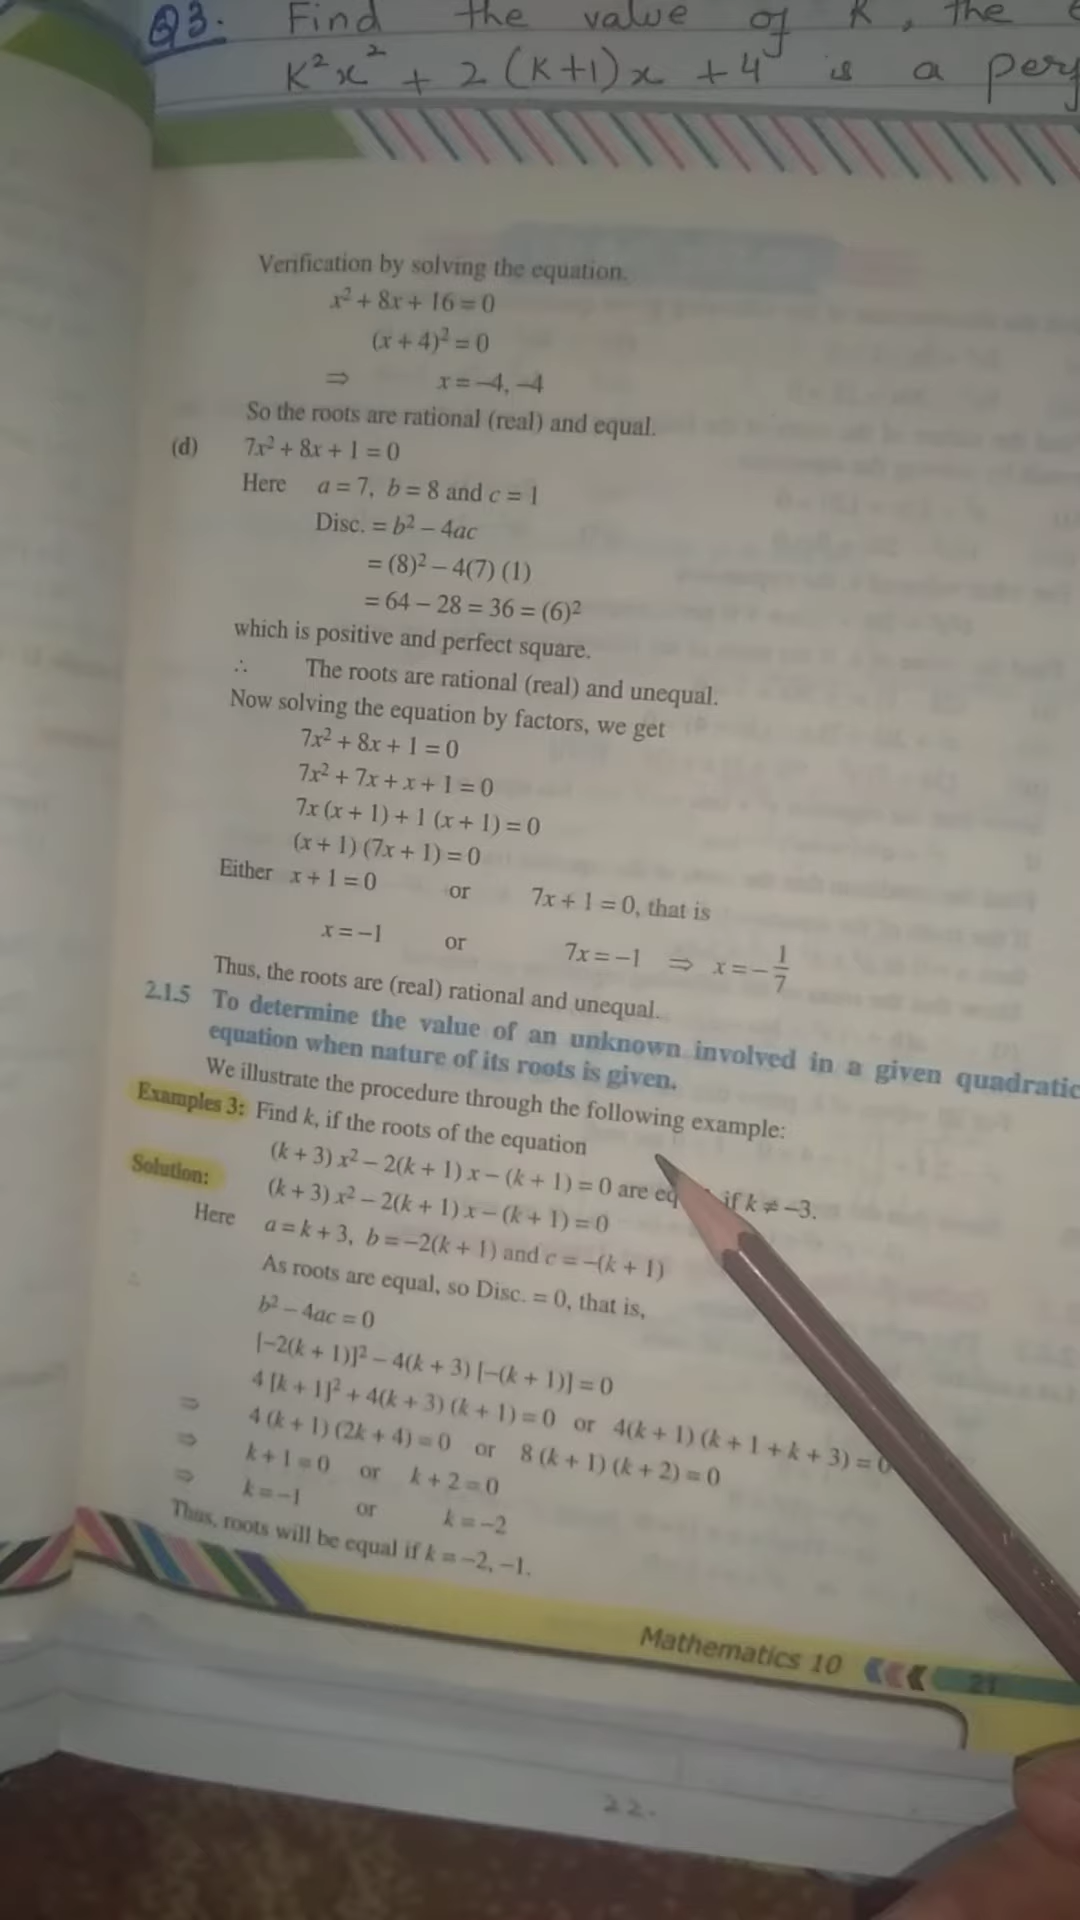 Q3. Find the value of K, the
K²x² + 2(K+1)x + 4 is a
Verification by solving the equation.
x² + 8x + 16 = 0
(x + 4)² = 0
⇒ x = –4, –4
So the roots are rational (real) and equal.
(d) 7x² + 8x + 1 = 0
Here a = 7, b = 8 and c = 1
Disc. = b² – 4ac
= (8)² – 4(7) (1)
= 64 – 28 = 36 = (6)²
which is positive and perfect square.
∴ The roots are rational (real) and unequal.
Now solving the equation by factors, we get
7x² + 8x + 1 = 0
7x² + 7x + x + 1 = 0
7x (x + 1) + 1 (x + 1) = 0
(x + 1) (7x + 1) = 0
Either x + 1 = 0 or 7x + 1 = 0, that is
x = –1 or 7x = –1 ⇒ x = –1/7
Thus, the roots are (real) rational and unequal.
2.1.5 To determine the value of an unknown involved in a given quadratic
equation when nature of its roots is given.
We illustrate the procedure through the following example:
Examples 3: Find k, if the roots of the equation
(k + 3) x² – 2(k + 1) x – (k + 1) = 0 are if k ≠ –3.
Solution: (k + 3) x² – 2(k + 1) x – (k + 1) = 0
Here a = k + 3, b = –2(k + 1) and c = –(k + 1)
As roots are equal, so Disc. = 0, that is,
b² – 4ac = 0
[–2(k + 1)]² – 4(k + 3) [–(k + 1)] = 0
4 [k + 1]² + 4(k + 3) (k + 1) = 0 or 4(k + 1) (k + 1 + k + 3) = 0
⇒ 4 (k + 1) (2k + 4) = 0 or 8 (k + 1) (k + 2) = 0
⇒ k + 1 = 0 or k + 2 = 0
⇒ k = –1 or k = –2
Thus, roots will be equal if k = –2, –1.
Mathematics 10 21
22.